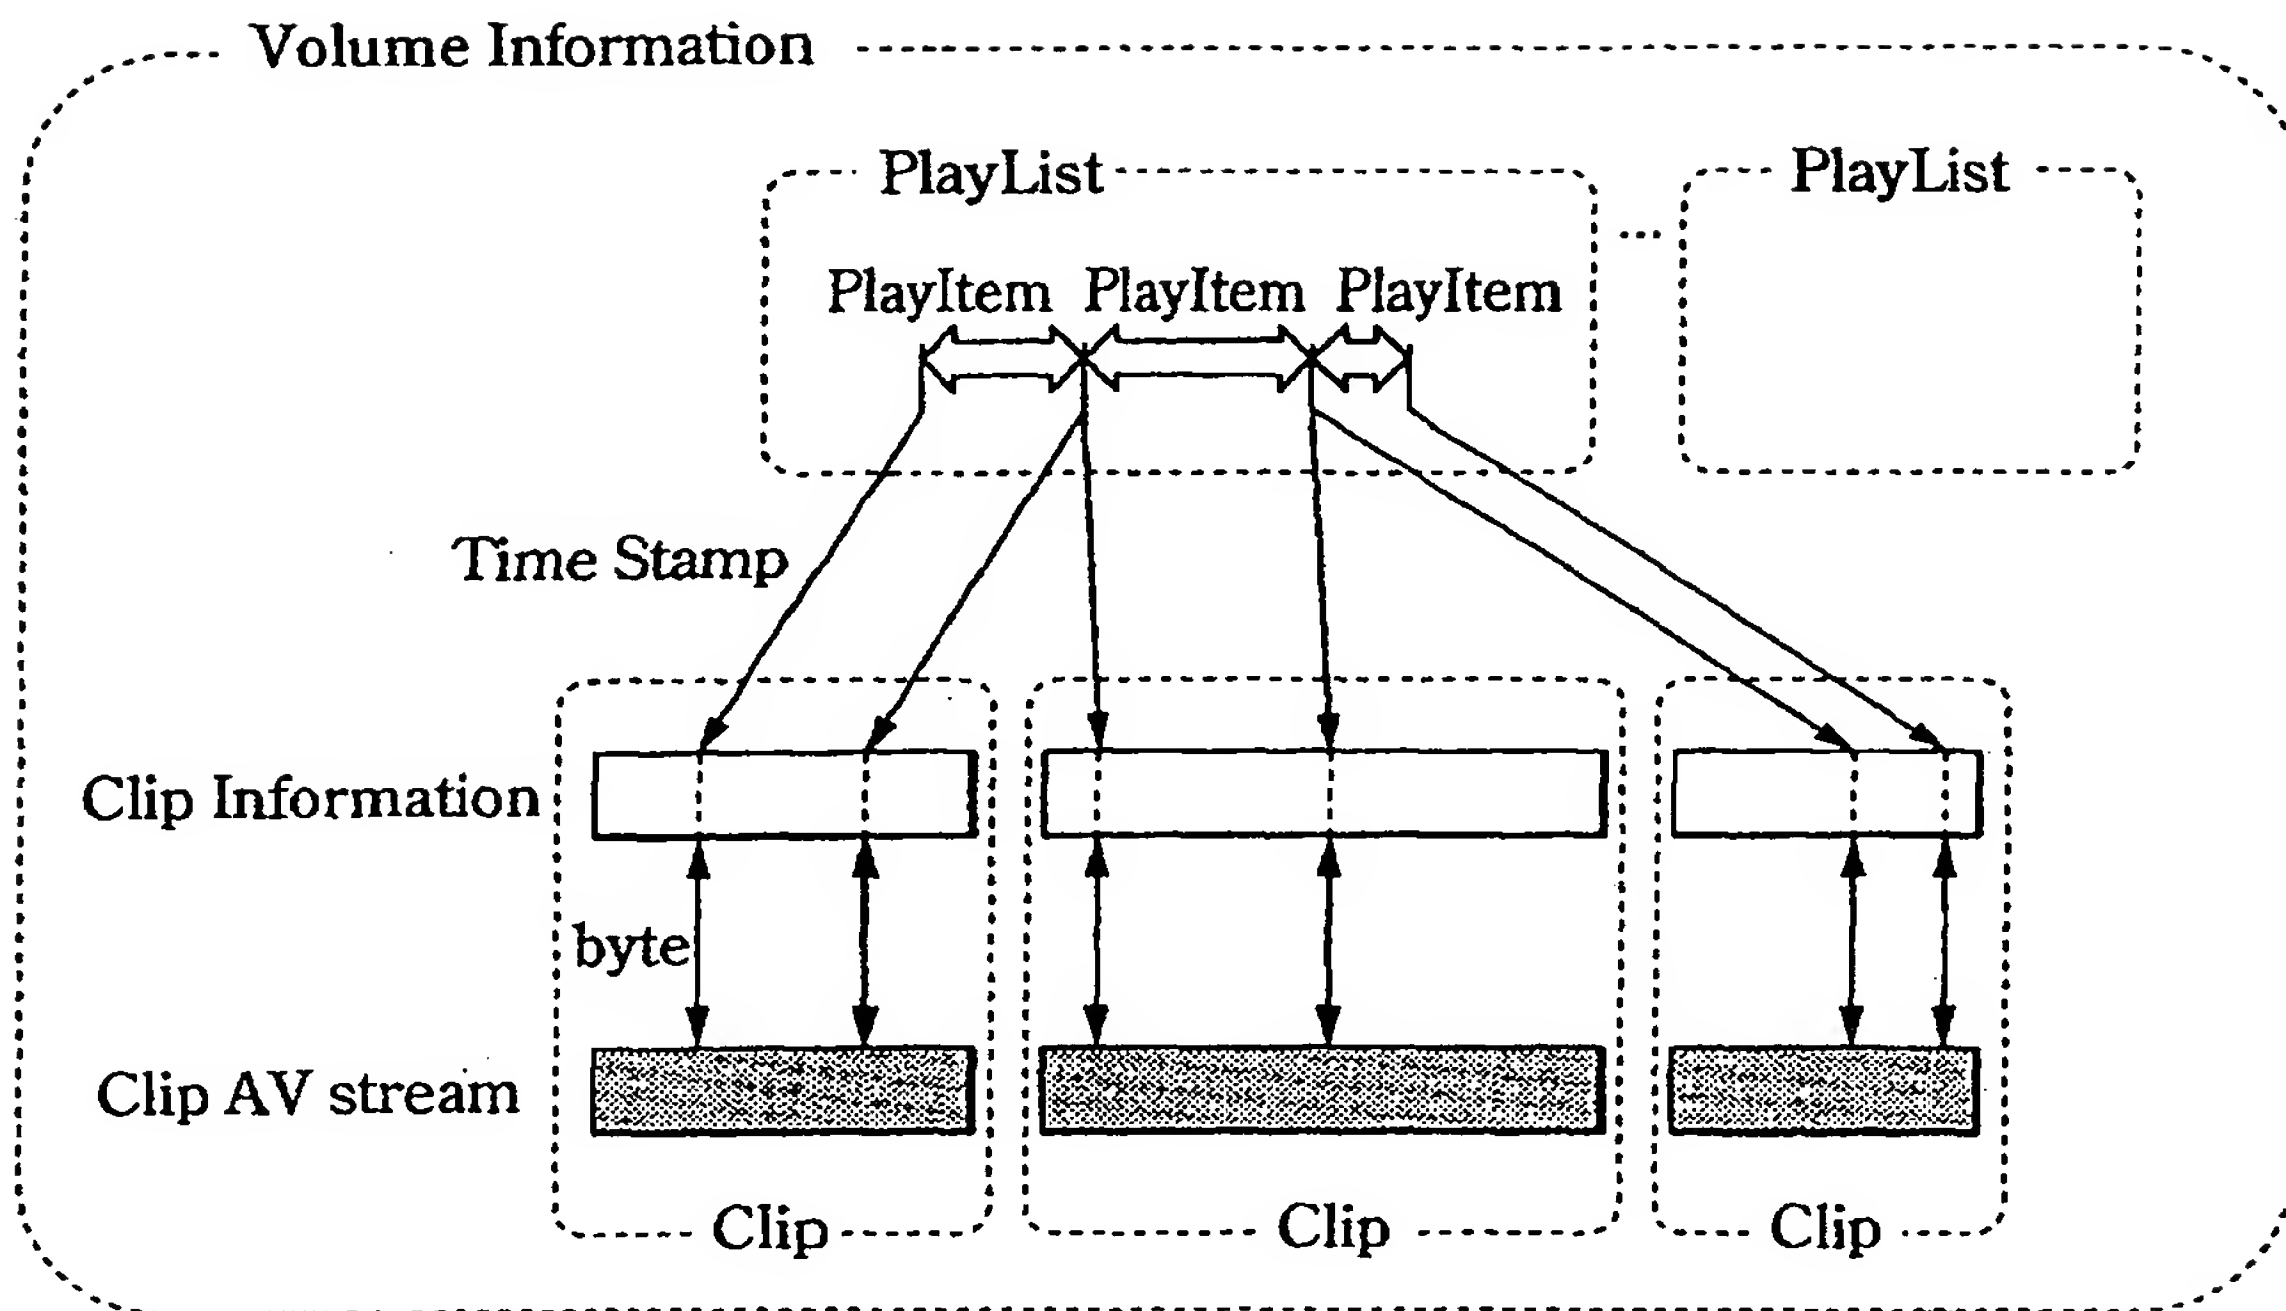 Volume Information
PlayList
PlayList
...
PlayItem PlayItem PlayItem
Time Stamp
Clip Information
byte
Clip AV stream
Clip
Clip
Clip